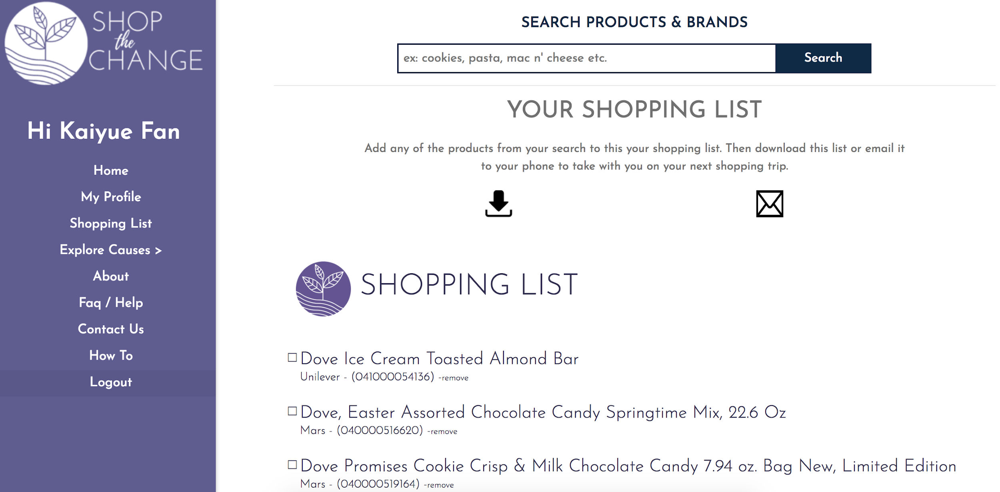 SHOP
the
CHANGE
Hi Kaiyue Fan
Home
My Profile
Shopping List
Explore Causes >
About
Faq / Help
Contact Us
How To
Logout
SEARCH PRODUCTS & BRANDS
ex: cookies, pasta, mac n' cheese etc.
Search
YOUR SHOPPING LIST
Add any of the products from your search to this your shopping list. Then download this list or email it
to your phone to take with you on your next shopping trip.
SHOPPING LIST
Dove Ice Cream Toasted Almond Bar
Unilever - (041000054136) -remove
Dove, Easter Assorted Chocolate Candy Springtime Mix, 22.6 Oz
Mars - (040000516620) -remove
Dove Promises Cookie Crisp & Milk Chocolate Candy 7.94 oz. Bag New, Limited Edition
Mars - (040000519164) -remove